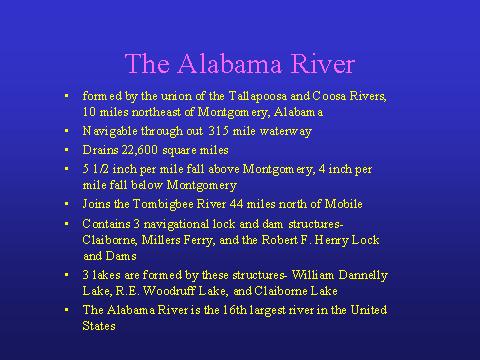 The Alabama River
• formed by the union of the Tallapoosa and Coosa Rivers,
10 miles northeast of Montgomery, Alabama
• Navigable through out 315 mile waterway
• Drains 22,600 square miles
• 5 1/2 inch per mile fall above Montgomery, 4 inch per
mile fall below Montgomery
• Joins the Tombigbee River 44 miles north of Mobile
• Contains 3 navigational lock and dam structures-
Claiborne, Millers Ferry, and the Robert F. Henry Lock
and Dams
• 3 lakes are formed by these structures- William Dannelly
Lake, R.E. Woodruff Lake, and Claiborne Lake
• The Alabama River is the 16th largest river in the United
States